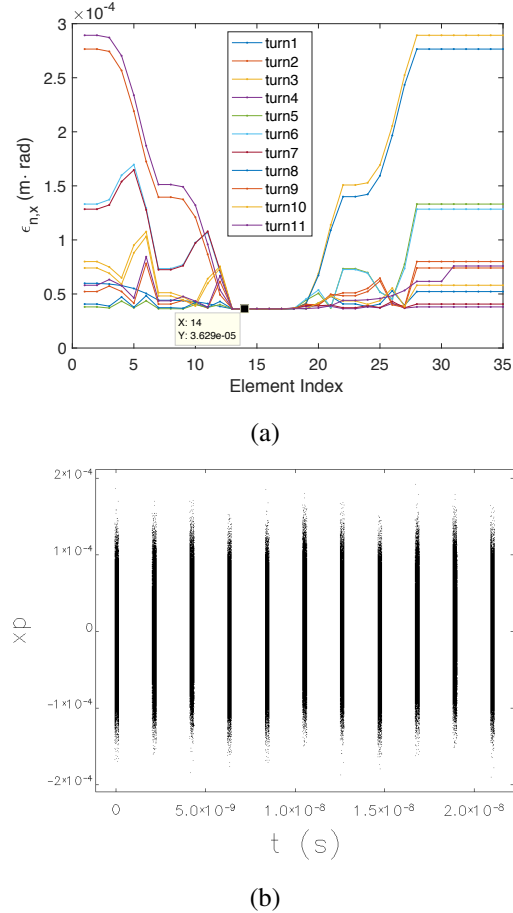 ×10⁻⁴
3
2.5
2
1.5
1
0.5
0
ϵn,x (m· rad)
turn1
turn2
turn3
turn4
turn5
turn6
turn7
turn8
turn9
turn10
turn11
X: 14
Y: 3.629e-05
0 5 10 15 20 25 30 35
Element Index
(a)
2×10⁻⁴
1×10⁻⁴
0
−1×10⁻⁴
−2×10⁻⁴
xp
0 5.0×10⁻⁹ 1.0×10⁻⁸ 1.5×10⁻⁸ 2.0×10⁻⁸
t (s)
(b)